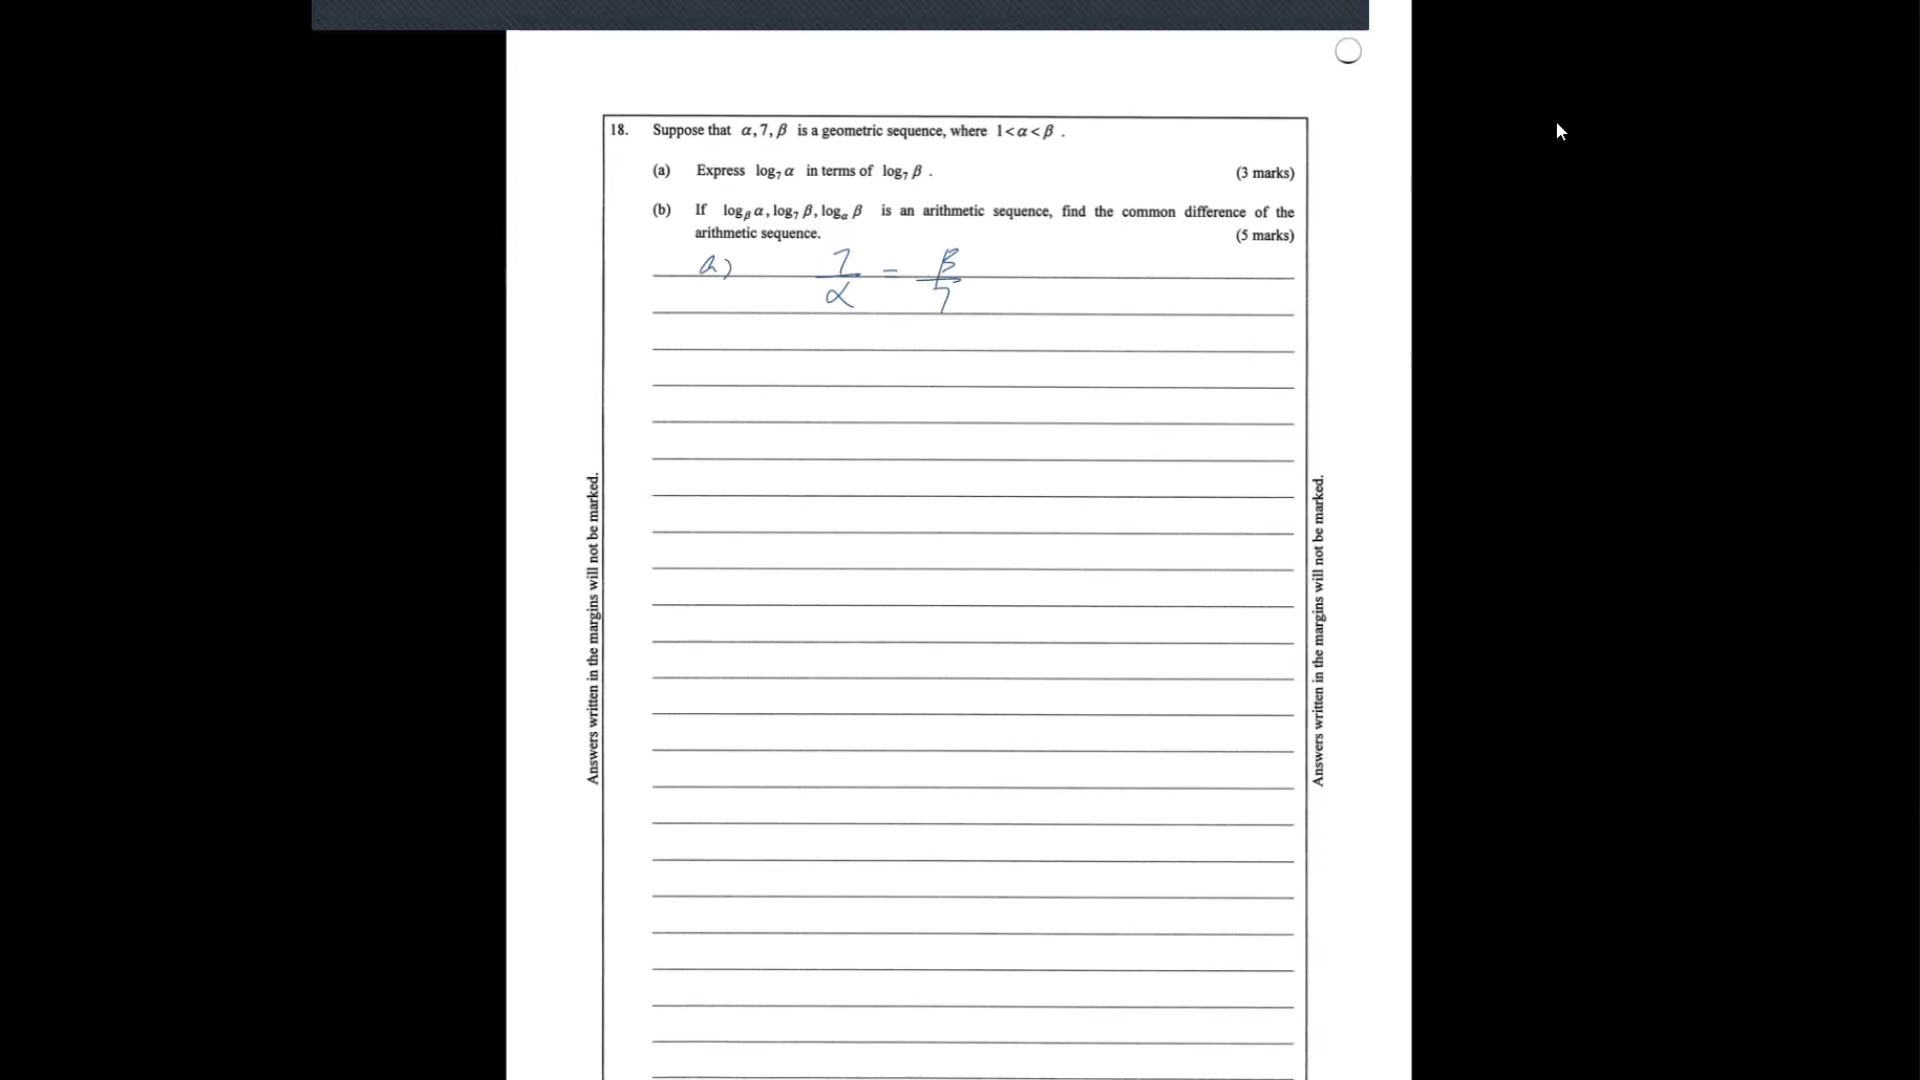 18. Suppose that α, 7, β is a geometric sequence, where 1 < α < β .
(a) Express log₇ α in terms of log₇ β . (3 marks)
(b) If log_β α, log₇ β, log_α β is an arithmetic sequence, find the common difference of the
arithmetic sequence. (5 marks)
a) 7/α = β/7
Answers written in the margins will not be marked.
Answers written in the margins will not be marked.